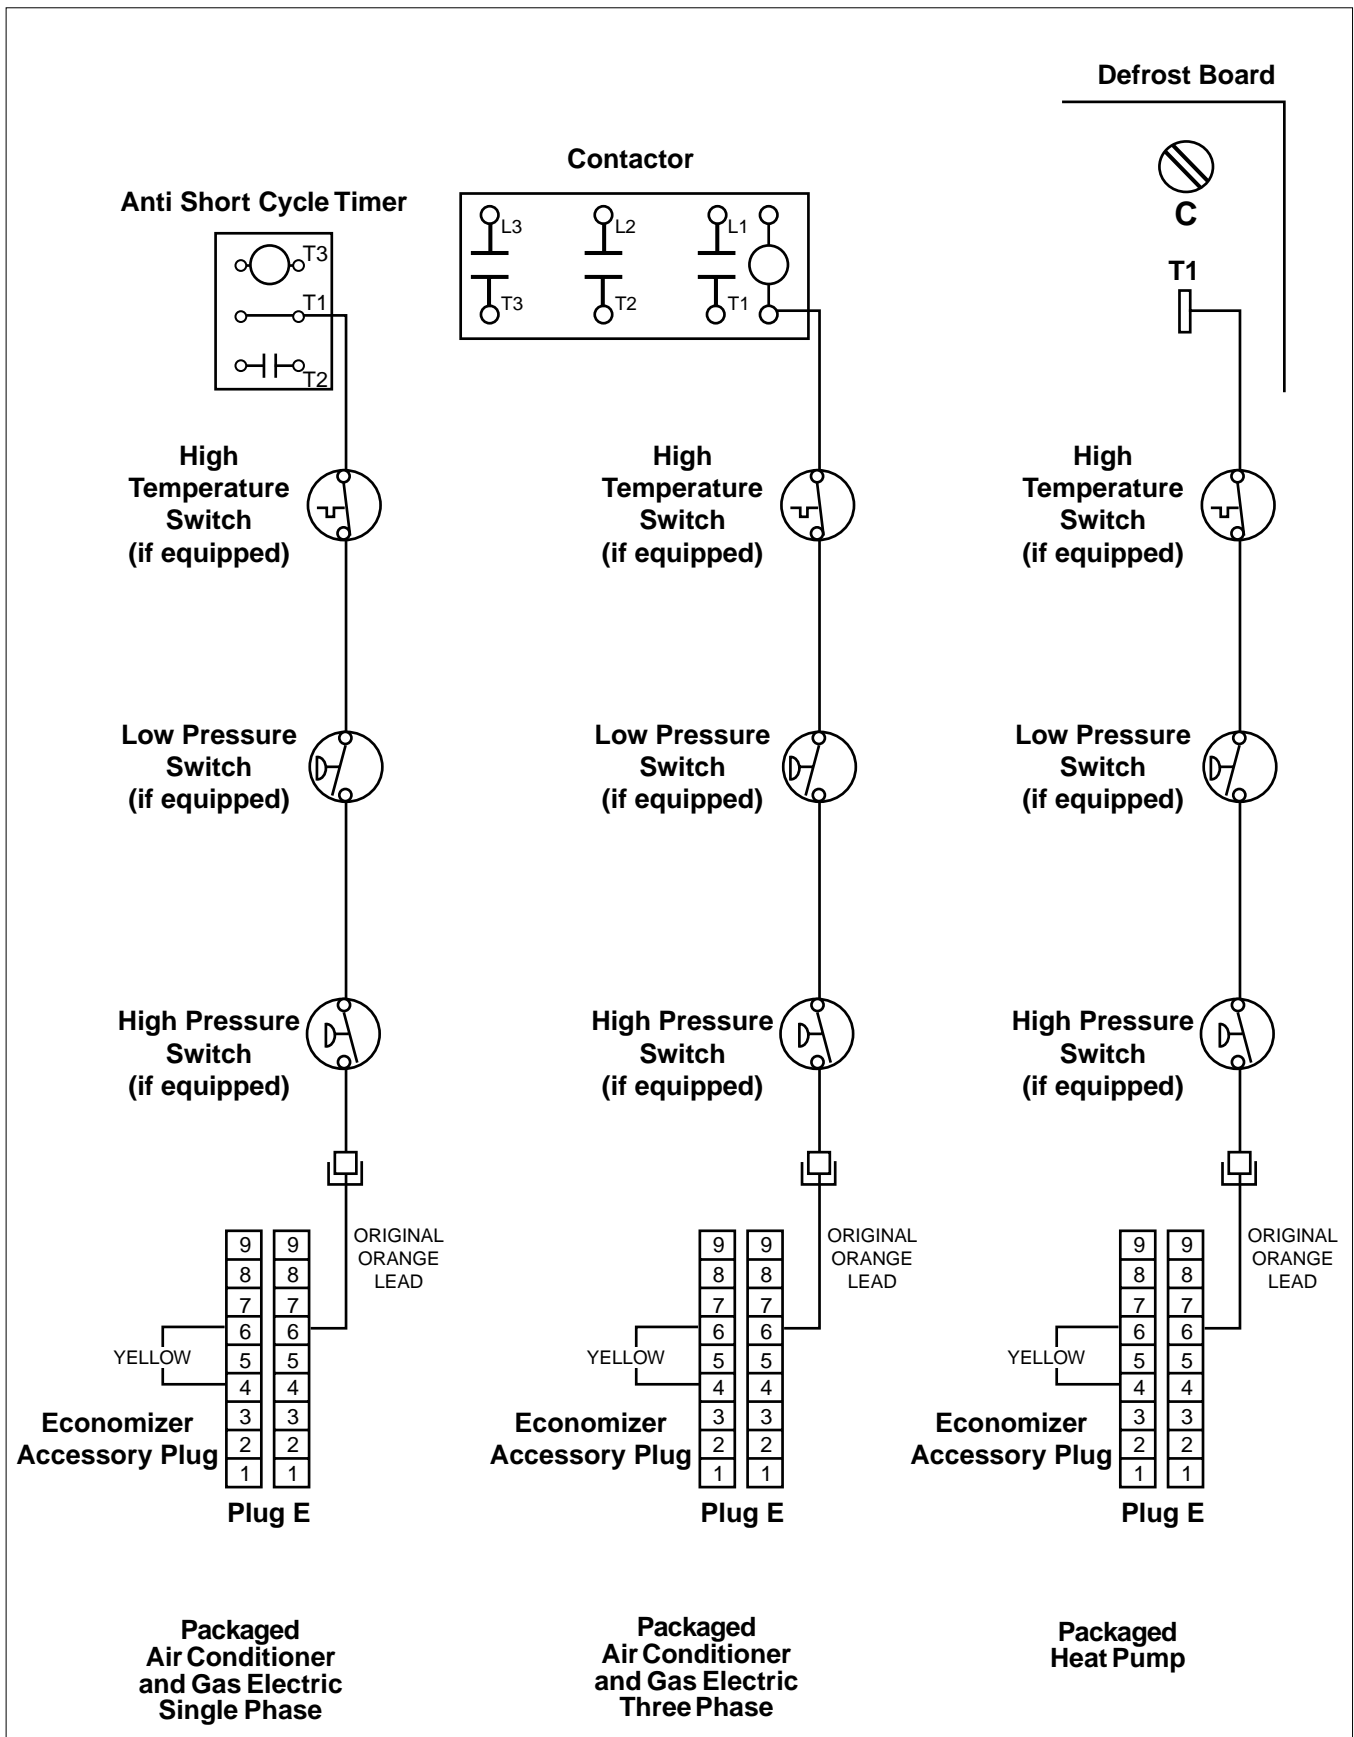 Defrost Board
C
T1
Contactor
L3
L2
L1
T3
T2
T1
Anti Short Cycle Timer
T3
T1
T2
High
Temperature
Switch
(if equipped)
High
Temperature
Switch
(if equipped)
High
Temperature
Switch
(if equipped)
Low Pressure
Switch
(if equipped)
Low Pressure
Switch
(if equipped)
Low Pressure
Switch
(if equipped)
High Pressure
Switch
(if equipped)
High Pressure
Switch
(if equipped)
High Pressure
Switch
(if equipped)
ORIGINAL
ORANGE
LEAD
9 9
8 8
7 7
6 6
5 5
4 4
3 3
2 2
1 1
YELLOW
Economizer
Accessory Plug
Plug E
ORIGINAL
ORANGE
LEAD
9 9
8 8
7 7
6 6
5 5
4 4
3 3
2 2
1 1
YELLOW
Economizer
Accessory Plug
Plug E
ORIGINAL
ORANGE
LEAD
9 9
8 8
7 7
6 6
5 5
4 4
3 3
2 2
1 1
YELLOW
Economizer
Accessory Plug
Plug E
Packaged
Air Conditioner
and Gas Electric
Single Phase
Packaged
Air Conditioner
and Gas Electric
Three Phase
Packaged
Heat Pump